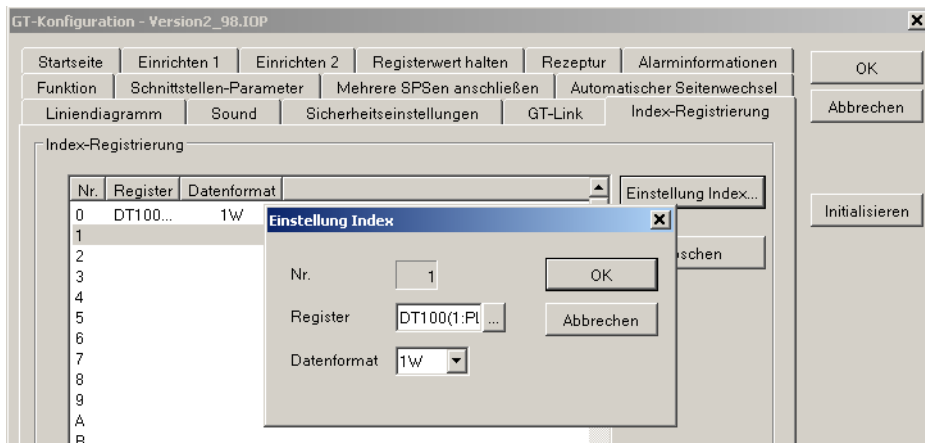 GT-Konfiguration - Version2_98.IOP
Startseite Einrichten 1 Einrichten 2 Registerwert halten Rezeptur Alarminformationen
Funktion Schnittstellen-Parameter Mehrere SPSen anschließen Automatischer Seitenwechsel
Liniendiagramm Sound Sicherheitseinstellungen GT-Link Index-Registrierung
OK
Abbrechen
Initialisieren
Index-Registrierung
Nr. Register Datenformat
0 DT100... 1W
1
2
3
4
5
6
7
8
9
A
B
Einstellung Index...
schen
Einstellung Index
Nr. 1
Register DT100(1:PL ...
Datenformat 1W
OK
Abbrechen